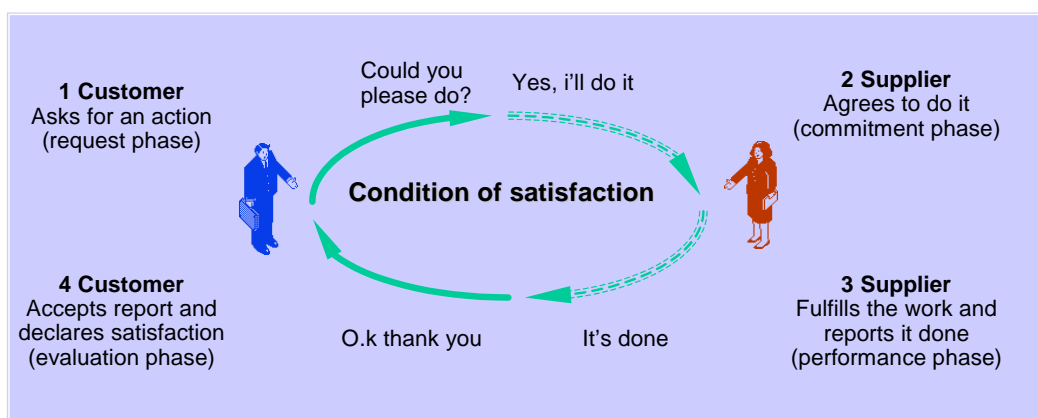 1 Customer
Asks for an action
(request phase)
Could you
please do?
Yes, i'll do it
2 Supplier
Agrees to do it
(commitment phase)
Condition of satisfaction
4 Customer
Accepts report and
declares satisfaction
(evaluation phase)
O.k thank you
It's done
3 Supplier
Fulfills the work and
reports it done
(performance phase)